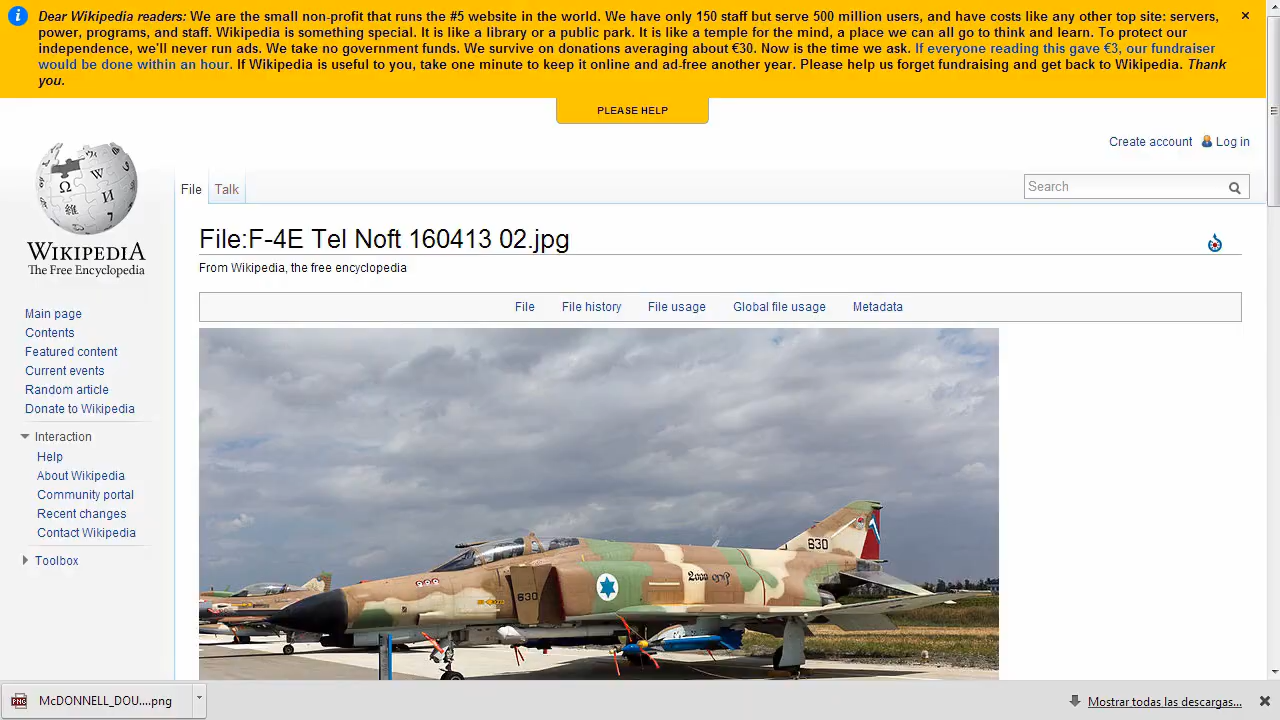 Dear Wikipedia readers: We are the small non-profit that runs the #5 website in the world. We have only 150 staff but serve 500 million users, and have costs like any other top site: servers,
power, programs, and staff. Wikipedia is something special. It is like a library or a public park. It is like a temple for the mind, a place we can all go to think and learn. To protect our
independence, we'll never run ads. We take no government funds. We survive on donations averaging about €30. Now is the time we ask. If everyone reading this gave €3, our fundraiser
would be done within an hour. If Wikipedia is useful to you, take one minute to keep it online and ad-free another year. Please help us forget fundraising and get back to Wikipedia. Thank
you.
PLEASE HELP
Create account Log in
File Talk
Search
WIKIPEDIA
The Free Encyclopedia
File:F-4E Tel Noft 160413 02.jpg
From Wikipedia, the free encyclopedia
File File history File usage Global file usage Metadata
Main page
Contents
Featured content
Current events
Random article
Donate to Wikipedia
Interaction
Help
About Wikipedia
Community portal
Recent changes
Contact Wikipedia
Toolbox
630
630
McDONNELL_DOU....png
Mostrar todas las descargas...